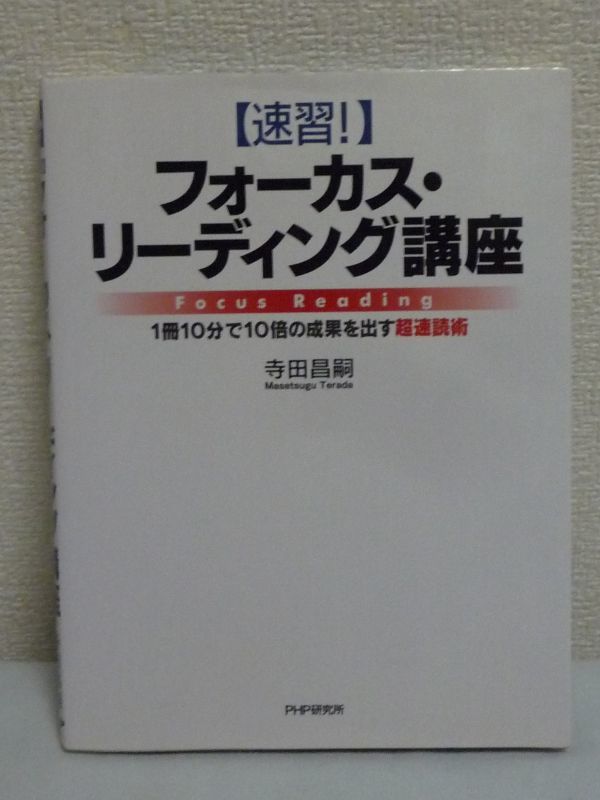 【速習!】
フォーカス・
リーディング講座
Focus Reading
1冊10分で10倍の成果を出す超速読術
寺田昌嗣
Masatsugu Terada
PHP研究所